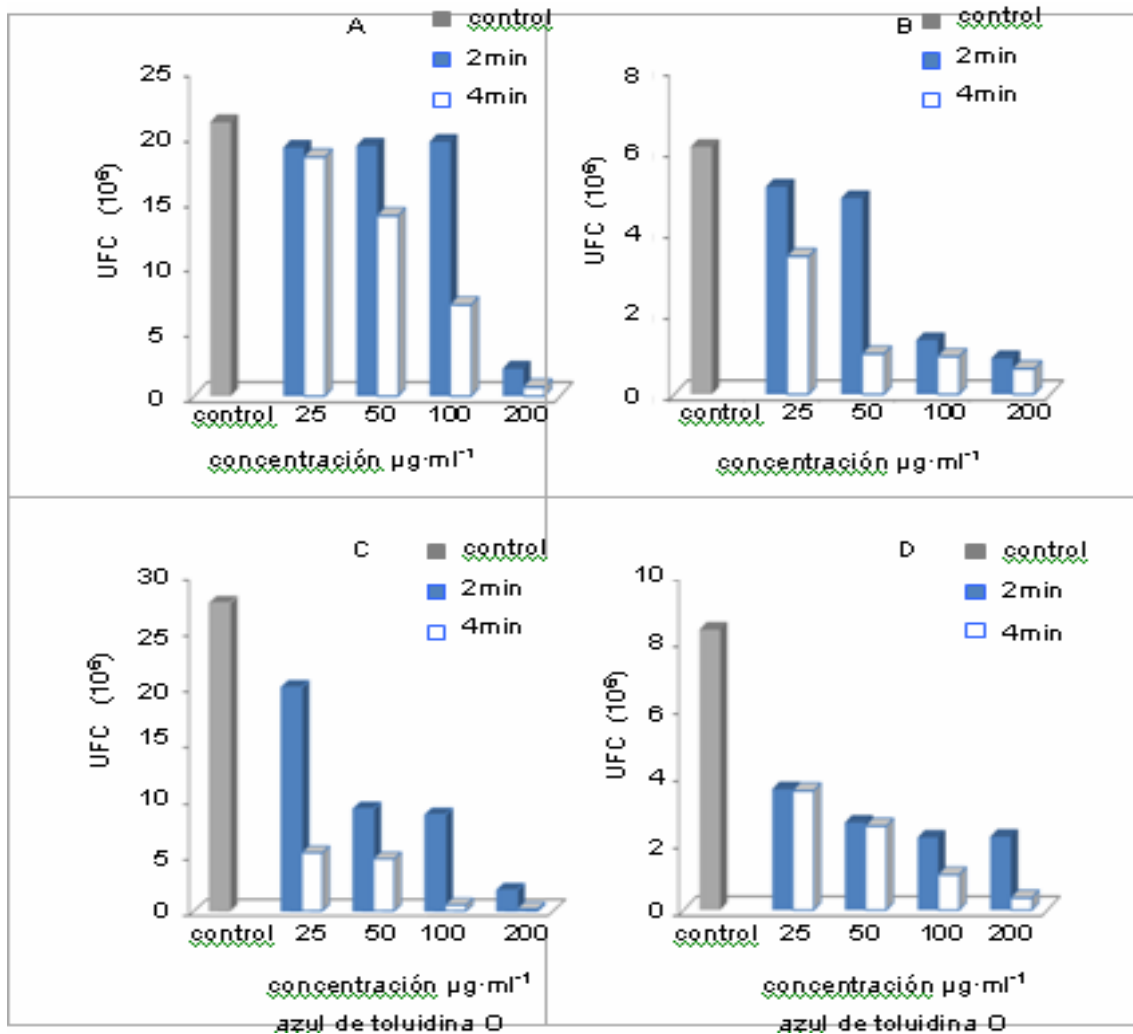 A
control
2min
4min
25
20
15
10
5
0
UFC (10⁶)
control 25 50 100 200
concentración µg·ml⁻¹
B
control
2min
4min
8
6
4
2
0
UFC (10⁶)
control 25 50 100 200
concentración µg·ml⁻¹
C
control
2min
4min
30
25
20
15
10
5
0
UFC (10⁶)
control 25 50 100 200
concentración µg·ml⁻¹
azul de toluidina O
D
control
2min
4min
10
8
6
4
2
0
UFC (10⁶)
control 25 50 100 200
concentración µg·ml⁻¹
azul de toluidina O